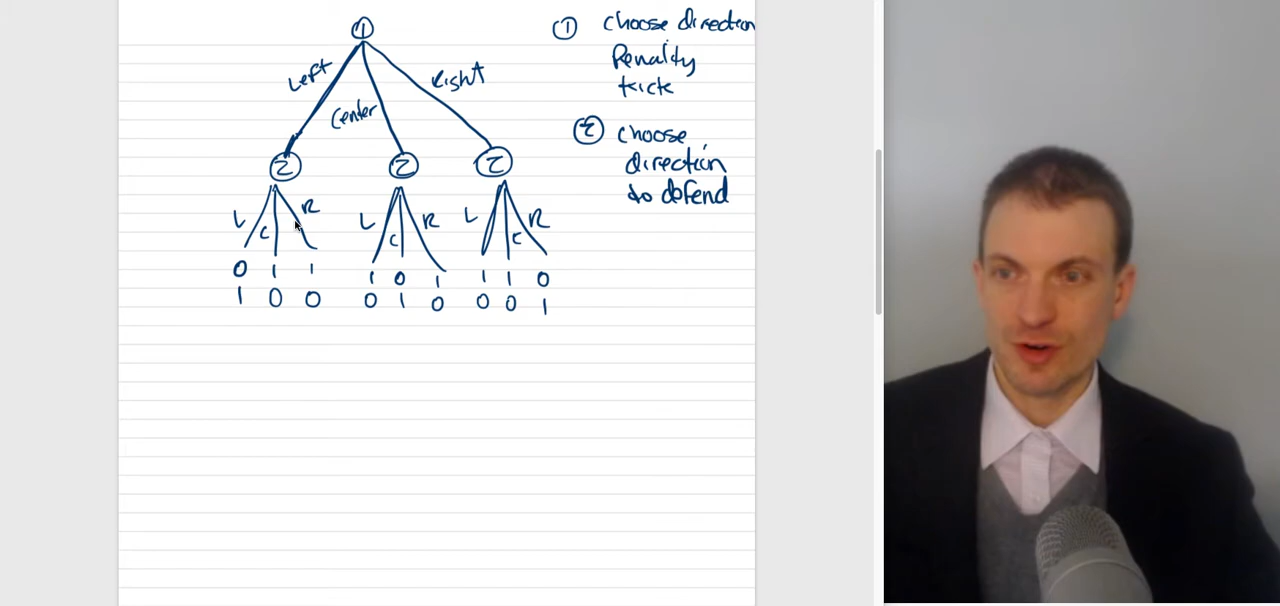 ①
Left
Center
Right
② ② ②
L C R L C R L C R
0 1 1 1 0 1 1 1 0
1 0 0 0 1 0 0 0 1
① choose direction
Penalty
kick
② choose
direction
to defend